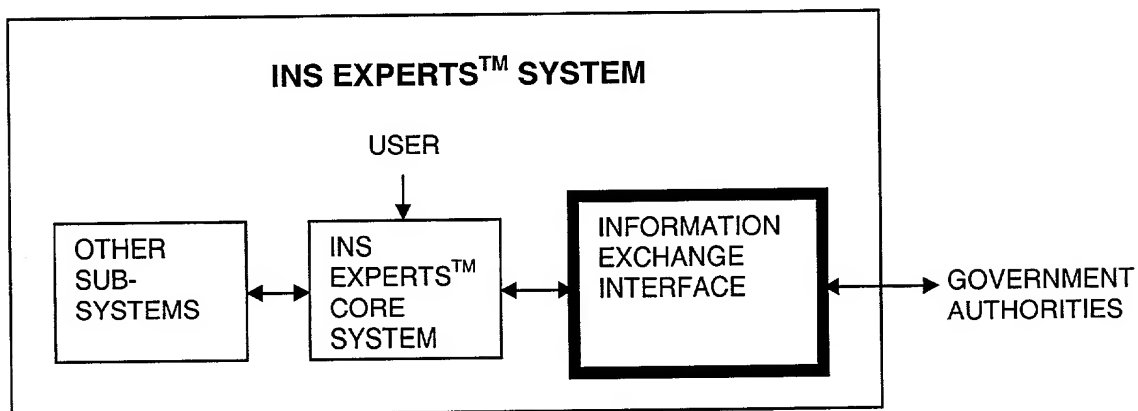 INS EXPERTS™ SYSTEM
USER
OTHER
SUB-
SYSTEMS
INS
EXPERTS™
CORE
SYSTEM
INFORMATION
EXCHANGE
INTERFACE
GOVERNMENT
AUTHORITIES